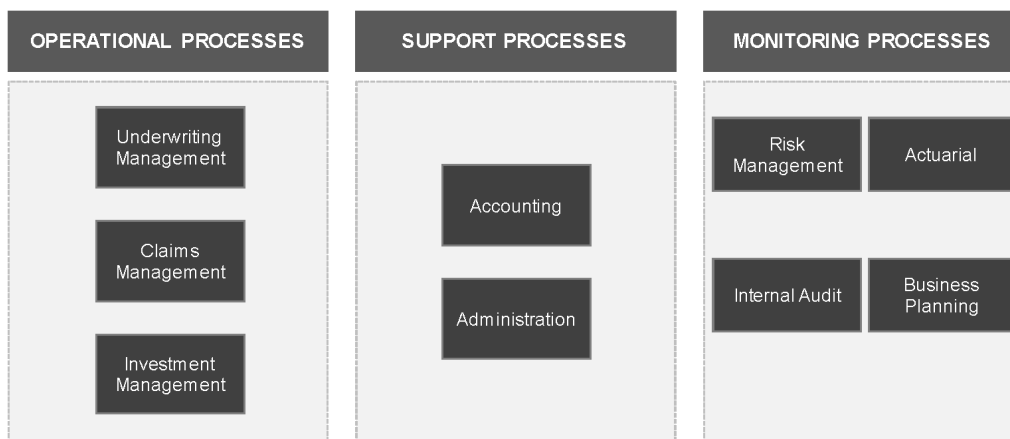 OPERATIONAL PROCESSES
SUPPORT PROCESSES
MONITORING PROCESSES
Underwriting
Management
Claims
Management
Investment
Management
Accounting
Administration
Risk
Management
Actuarial
Internal Audit
Business
Planning